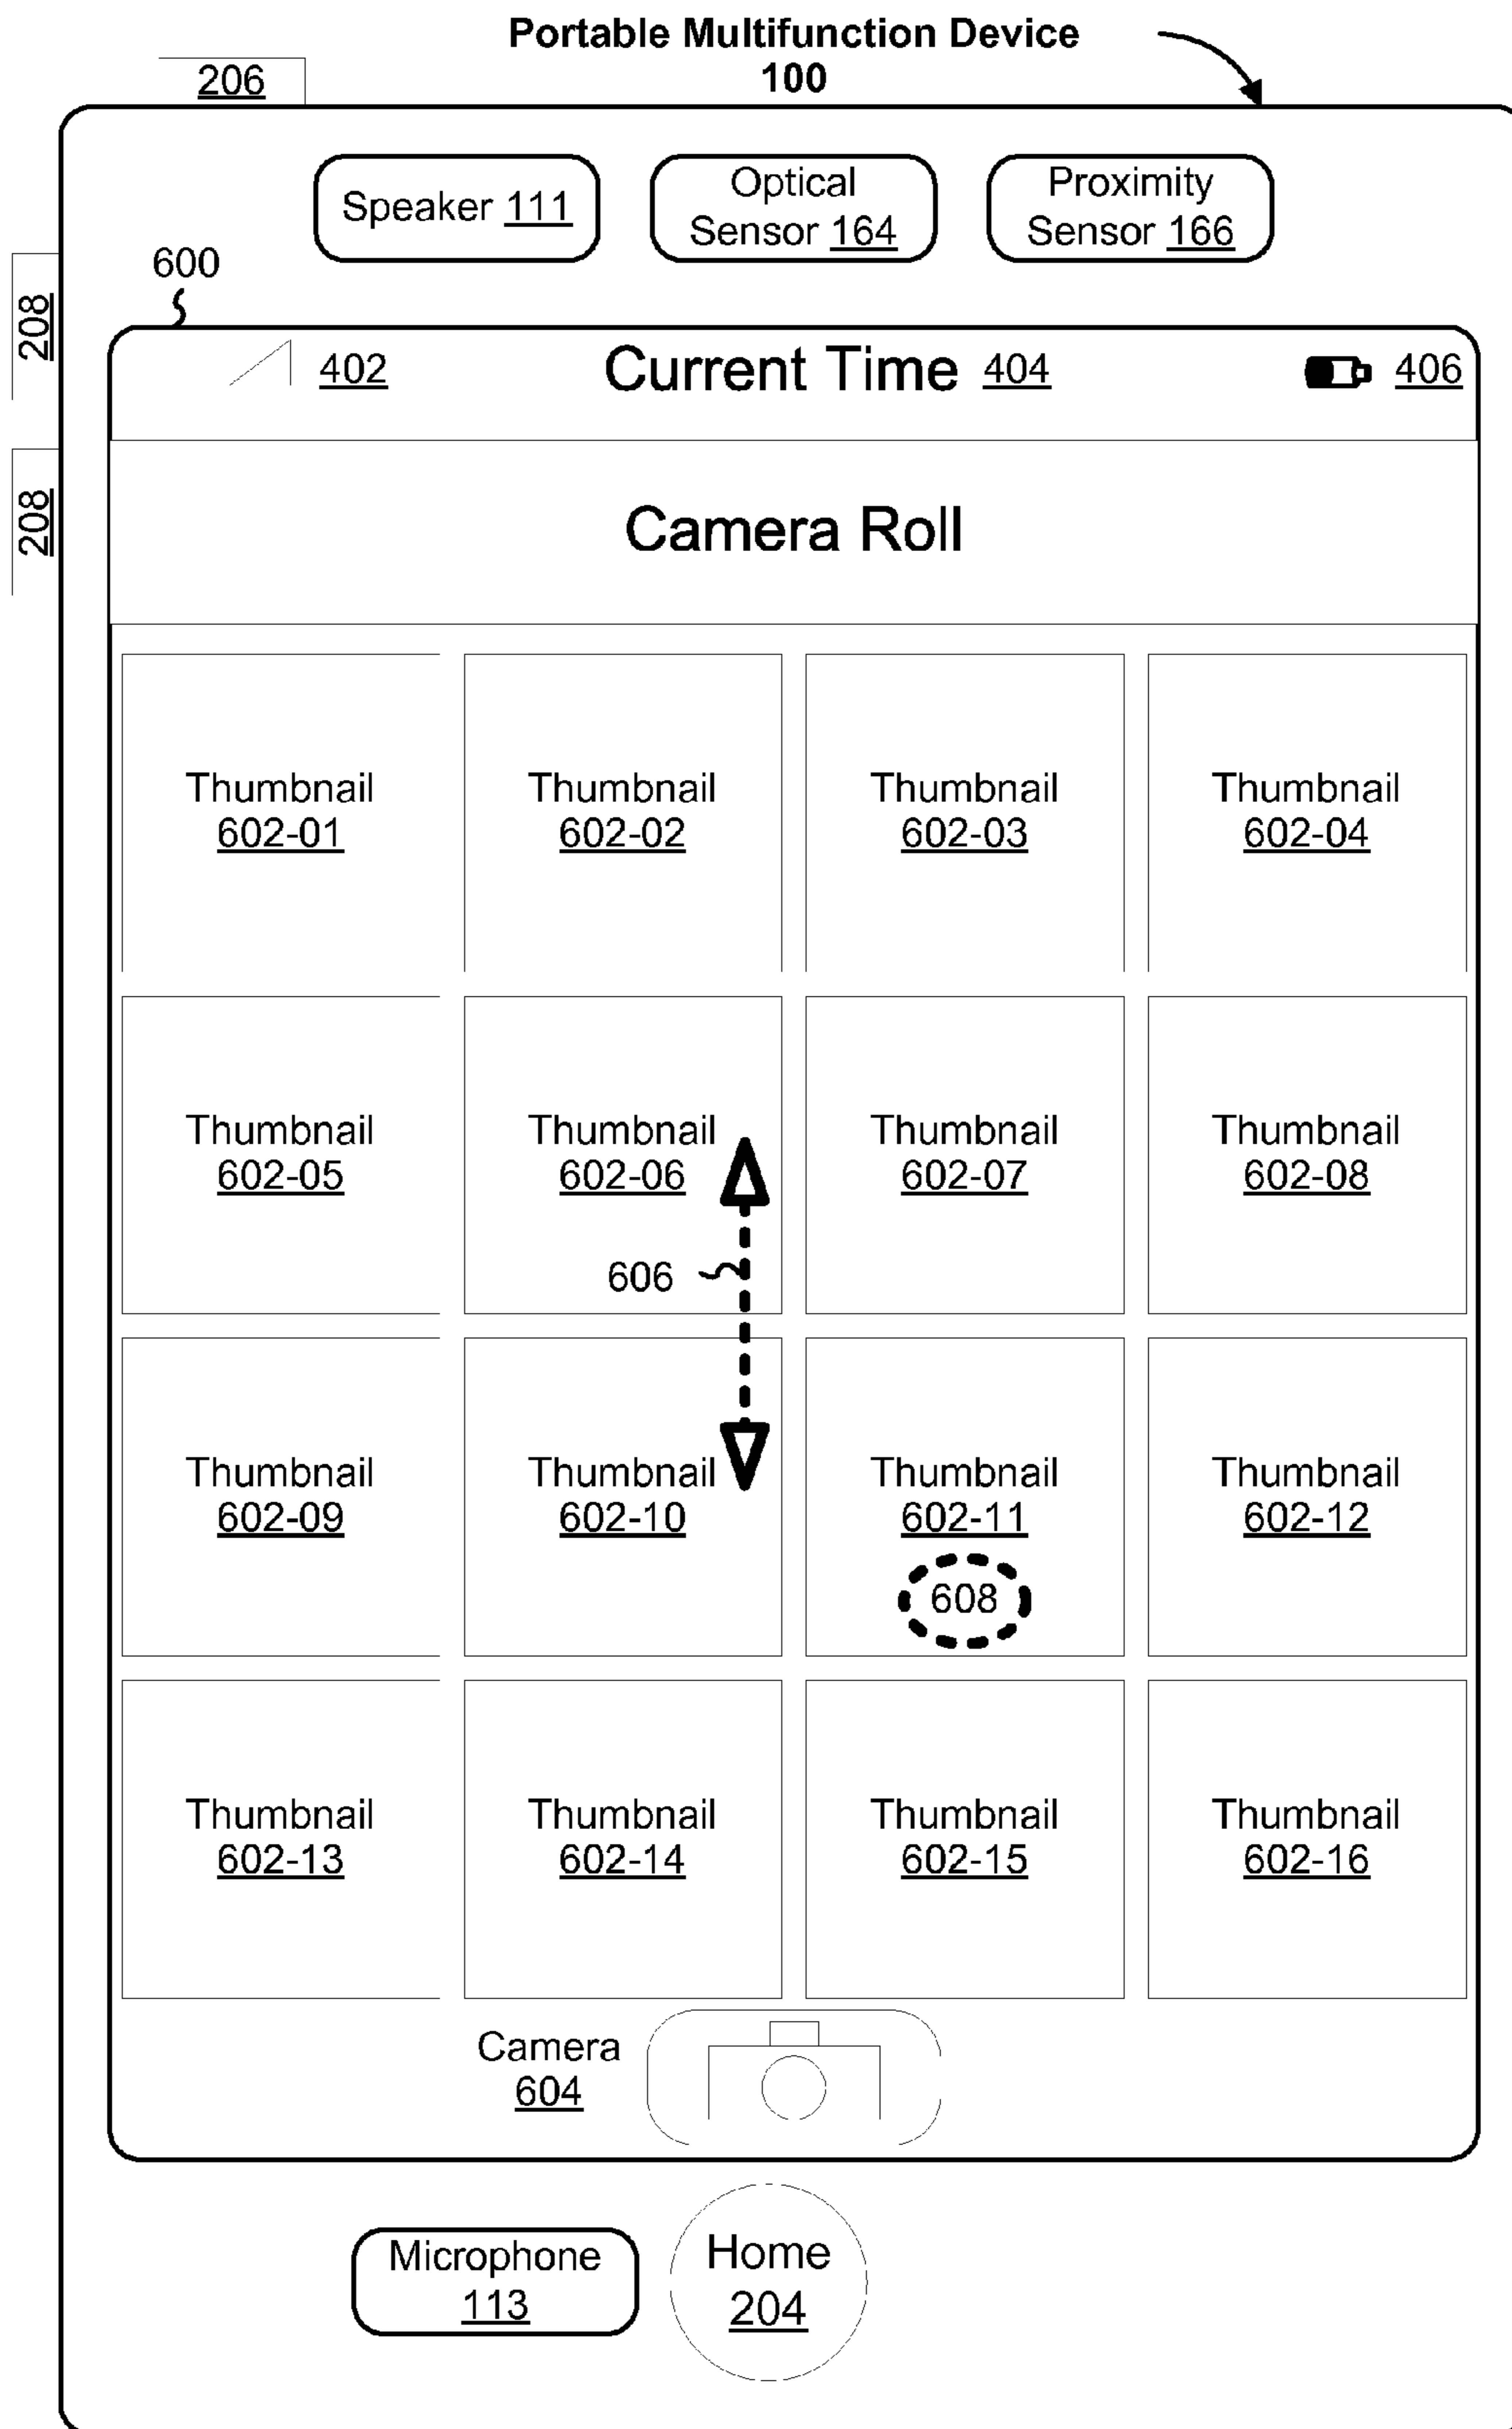 Portable Multifunction Device
100
206
Speaker 111
Optical
Sensor 164
Proximity
Sensor 166
600
208
208
402
Current Time 404
406
Camera Roll
Thumbnail
602-01
Thumbnail
602-02
Thumbnail
602-03
Thumbnail
602-04
Thumbnail
602-05
Thumbnail
602-06
Thumbnail
602-07
Thumbnail
602-08
606
Thumbnail
602-09
Thumbnail
602-10
Thumbnail
602-11
608
Thumbnail
602-12
Thumbnail
602-13
Thumbnail
602-14
Thumbnail
602-15
Thumbnail
602-16
Camera
604
Microphone
113
Home
204